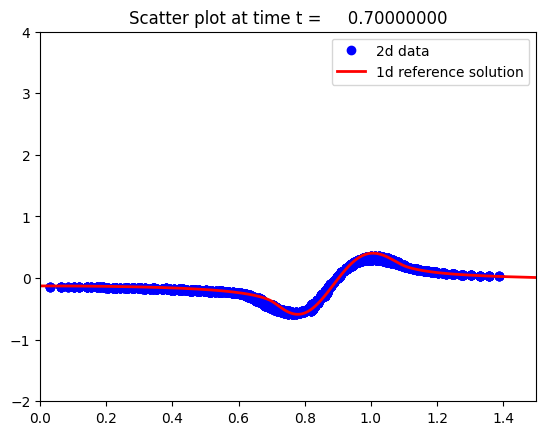 Scatter plot at time t =     0.70000000
2d data
1d reference solution
4
3
2
1
0
−1
−2
0.0 0.2 0.4 0.6 0.8 1.0 1.2 1.4